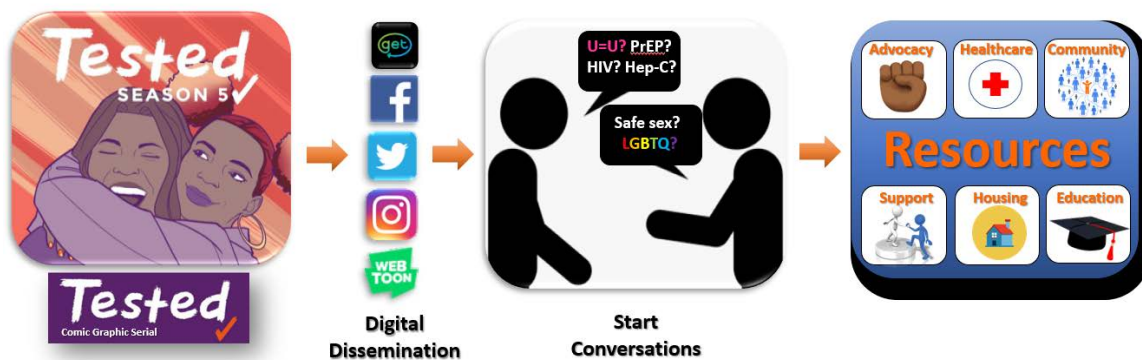 Tested
SEASON 5
Tested
Comic Graphic Serial
get
f
WEB
TOON
Digital
Dissemination
U=U? PrEP?
HIV? Hep-C?
Safe sex?
LGBTQ?
Start
Conversations
Advocacy
Healthcare
Community
Resources
Support
Housing
Education